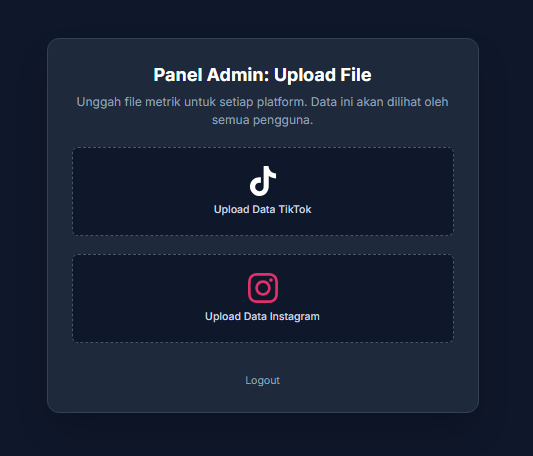 Panel Admin: Upload File
Unggah file metrik untuk setiap platform. Data ini akan dilihat oleh
semua pengguna.
Upload Data TikTok
Upload Data Instagram
Logout